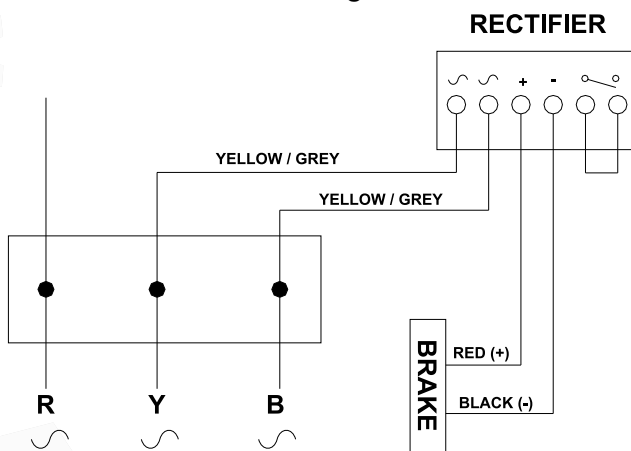 RECTIFIER
+ -
YELLOW / GREY
YELLOW / GREY
BRAKE
RED (+)
BLACK (-)
R Y B